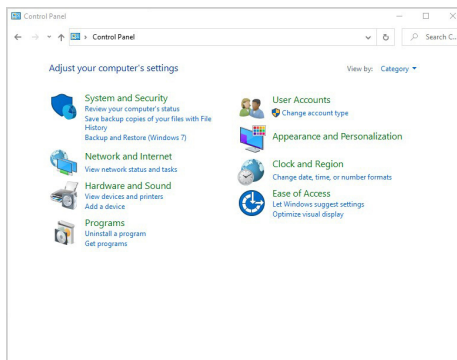 Control Panel
Control Panel
Search C...
Adjust your computer's settings
View by: Category
System and Security
Review your computer's status
Save backup copies of your files with File
History
Backup and Restore (Windows 7)
Network and Internet
View network status and tasks
Hardware and Sound
View devices and printers
Add a device
Programs
Uninstall a program
Get programs
User Accounts
Change account type
Appearance and Personalization
Clock and Region
Change date, time, or number formats
Ease of Access
Let Windows suggest settings
Optimize visual display